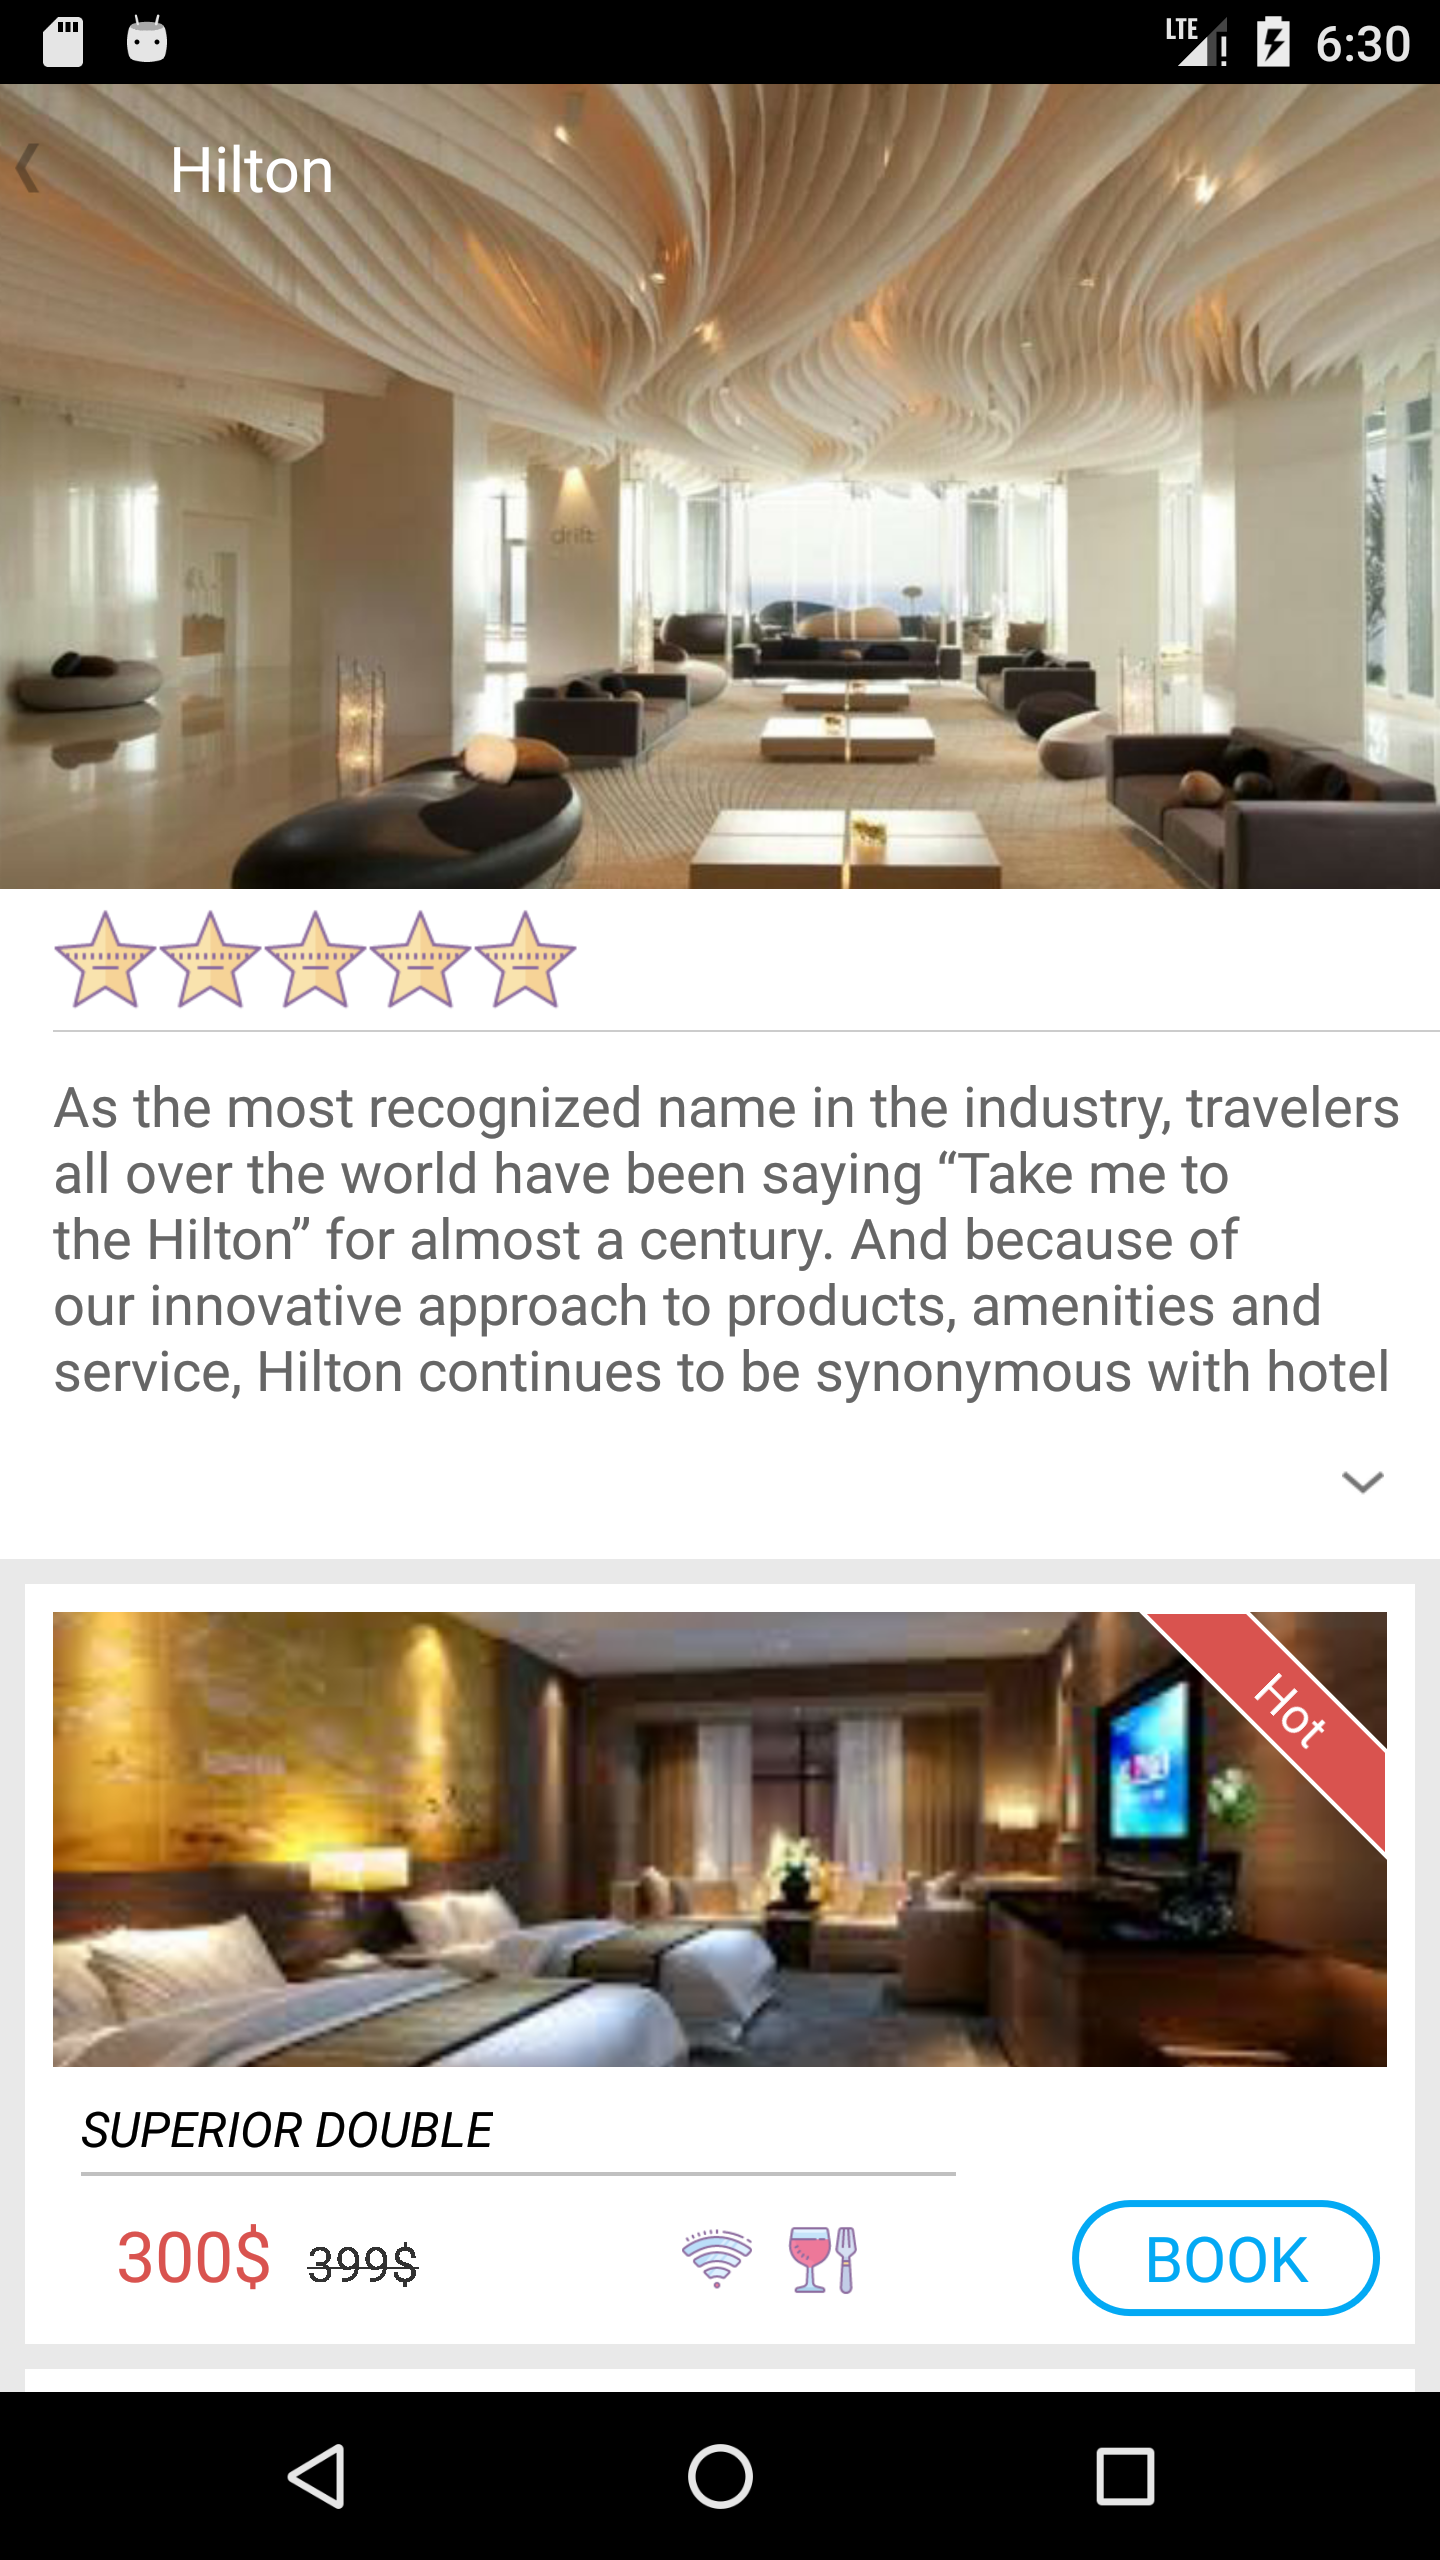 LTE 6:30
Hilton
drift
As the most recognized name in the industry, travelers
all over the world have been saying “Take me to
the Hilton” for almost a century. And because of
our innovative approach to products, amenities and
service, Hilton continues to be synonymous with hotel
Hot
SUPERIOR DOUBLE
300$ 399$
BOOK